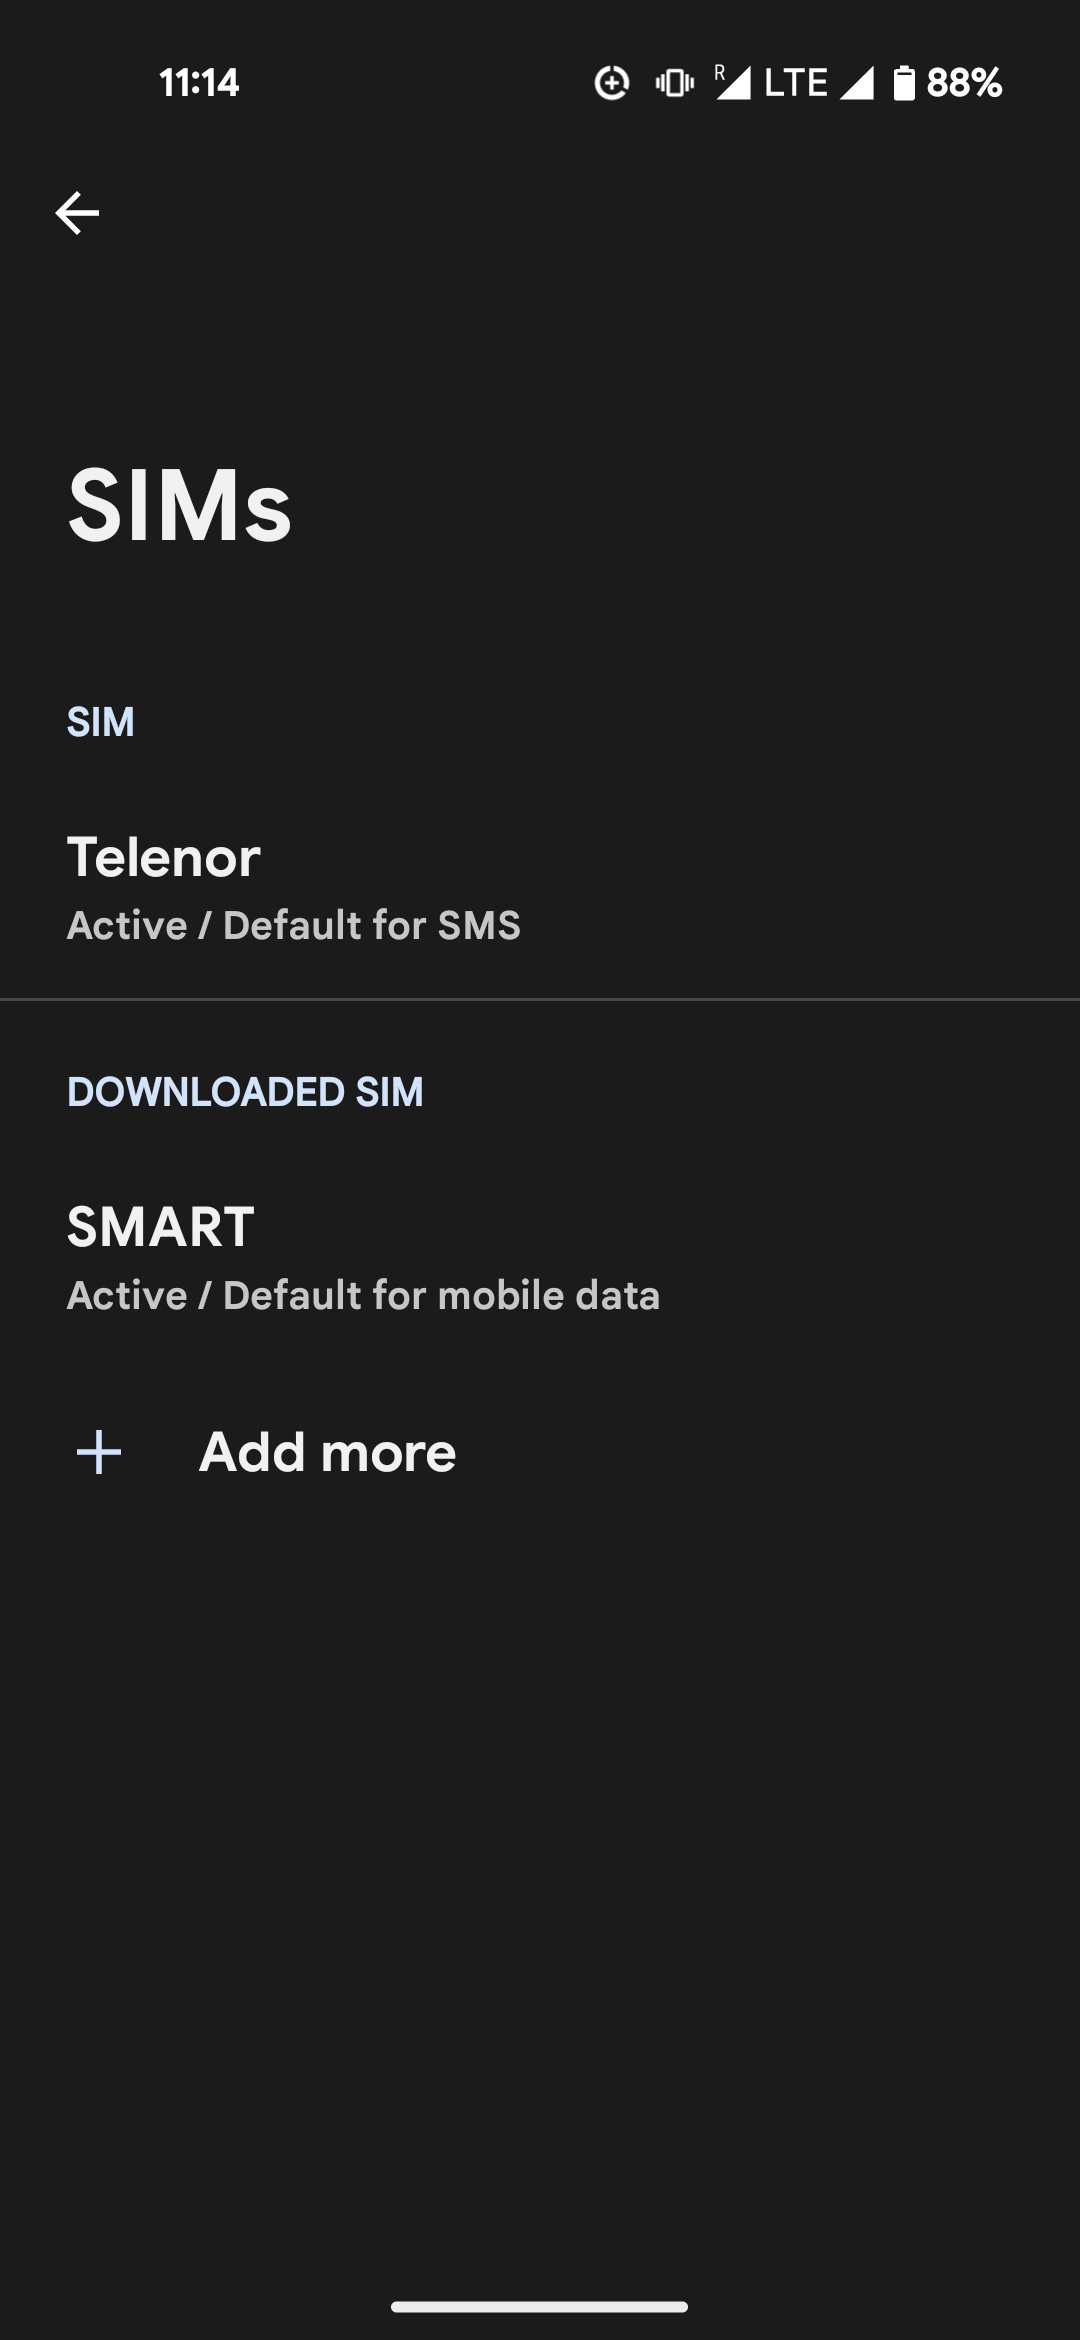 11:14 R LTE 88%
SIMs
SIM
Telenor
Active / Default for SMS
DOWNLOADED SIM
SMART
Active / Default for mobile data
Add more